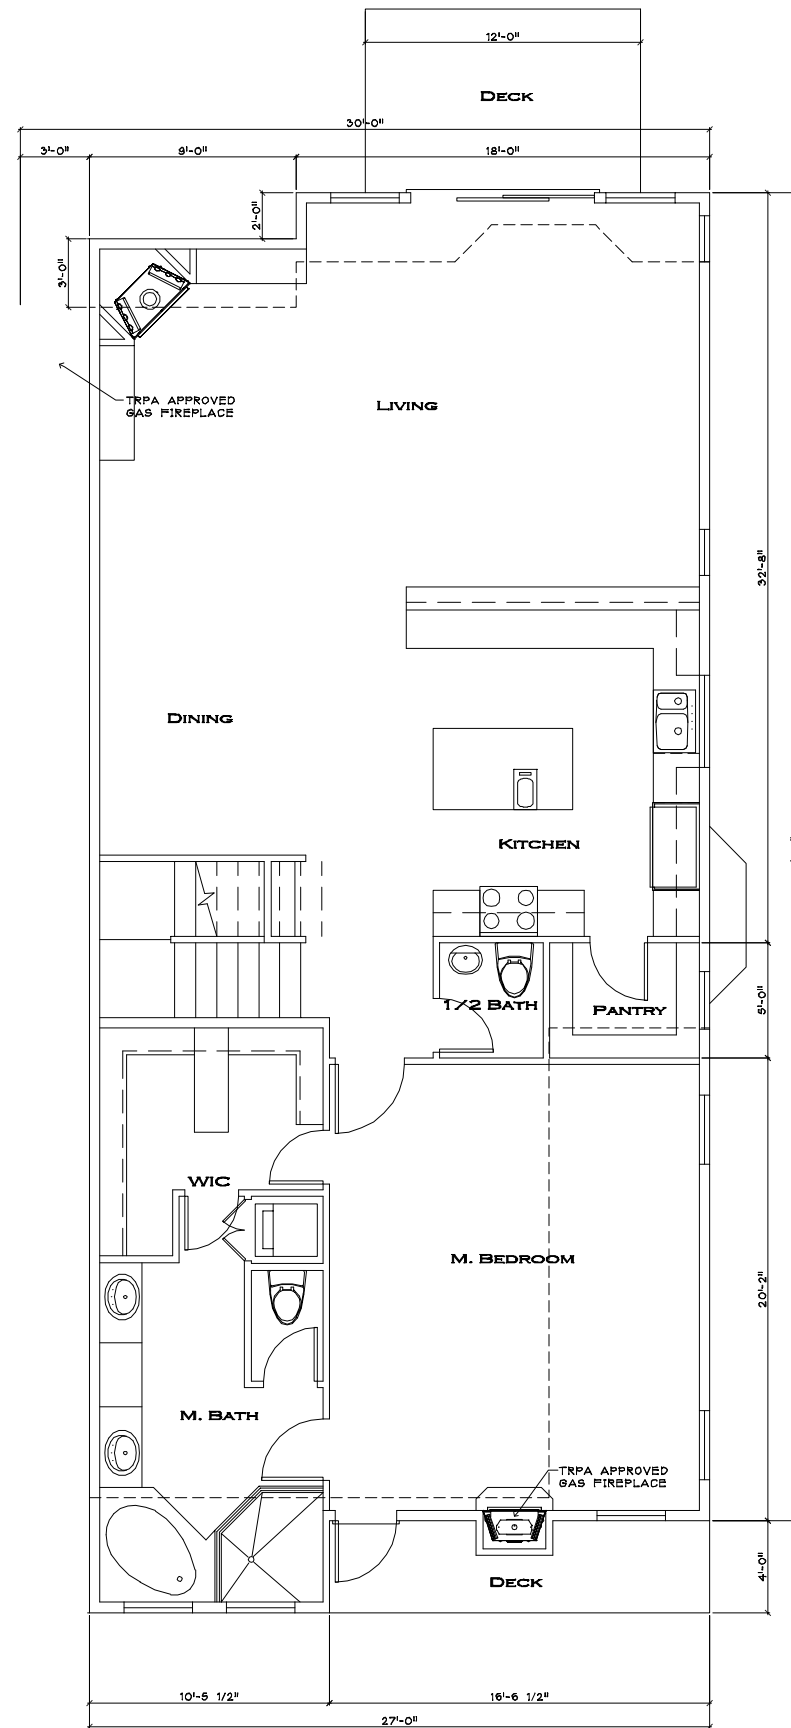 12'-0"
DECK
30'-0"
3'-0"
9'-0"
18'-0"
2'-0"
3'-0"
TRPA APPROVED
GAS FIREPLACE
LIVING
32'-8"
DINING
KITCHEN
1/2 BATH
PANTRY
5'-0"
WIC
M. BEDROOM
20'-2"
M. BATH
TRPA APPROVED
GAS FIREPLACE
DECK
4'-0"
10'-5 1/2"
16'-6 1/2"
27'-0"